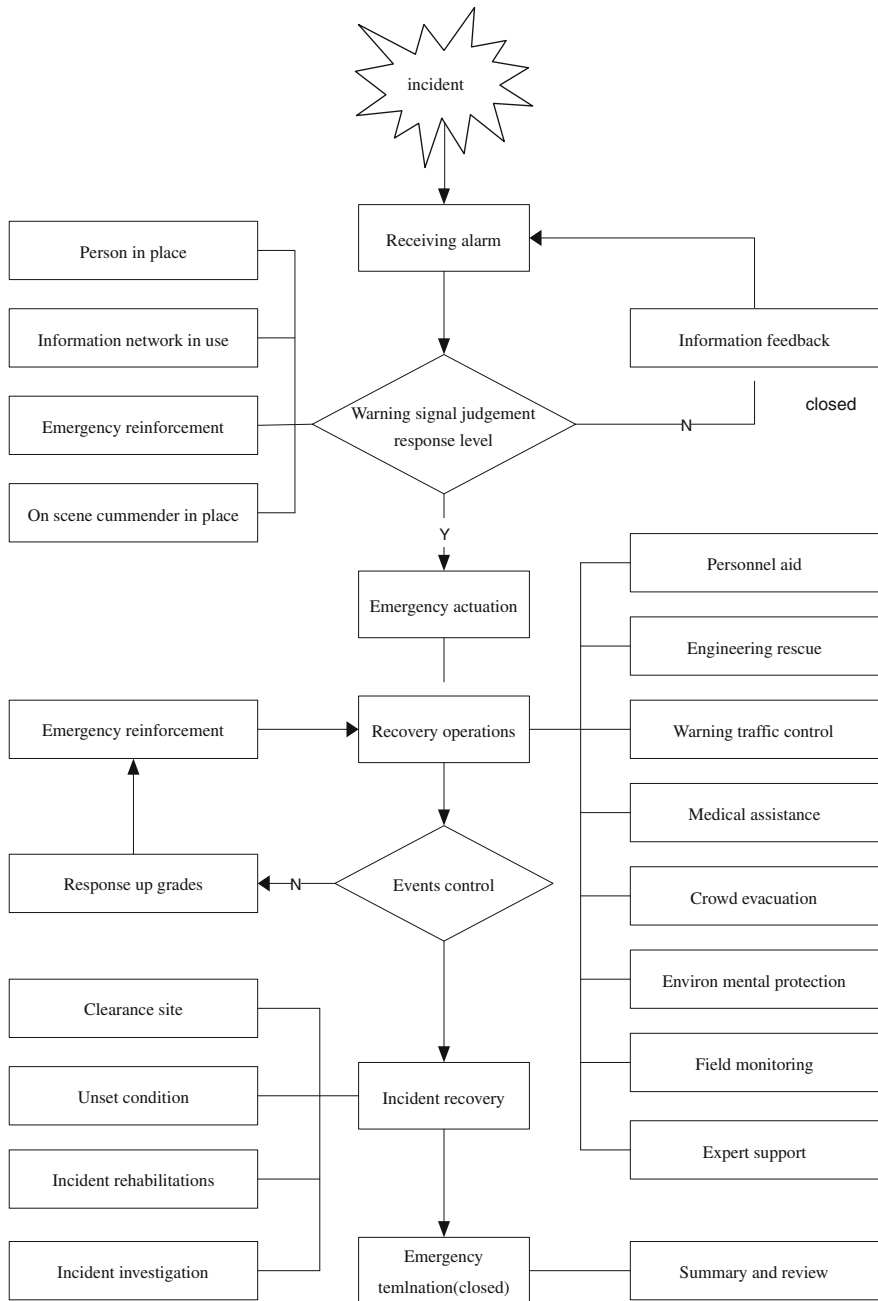 incident
Receiving alarm
Person in place
Information network in use
Information feedback
Emergency reinforcement
Warning signal judgement
response level
N
closed
On scene cummender in place
Y
Personnel aid
Emergency actuation
Engineering rescue
Emergency reinforcement
Recovery operations
Warning traffic control
Medical assistance
Response up grades
N
Events control
Crowd evacuation
Environ mental protection
Clearance site
Field monitoring
Unset condition
Incident recovery
Expert support
Incident rehabilitations
Incident investigation
Emergency
temlnation(closed)
Summary and review